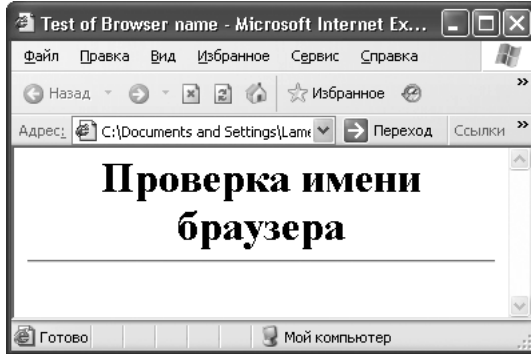 Test of Browser name - Microsoft Internet Ex...
Файл Правка Вид Избранное Сервис Справка
Назад Избранное »
Адрес: C:\Documents and Settings\Lame Переход Ссылки »
Проверка имени
браузера
Готово Мой компьютер